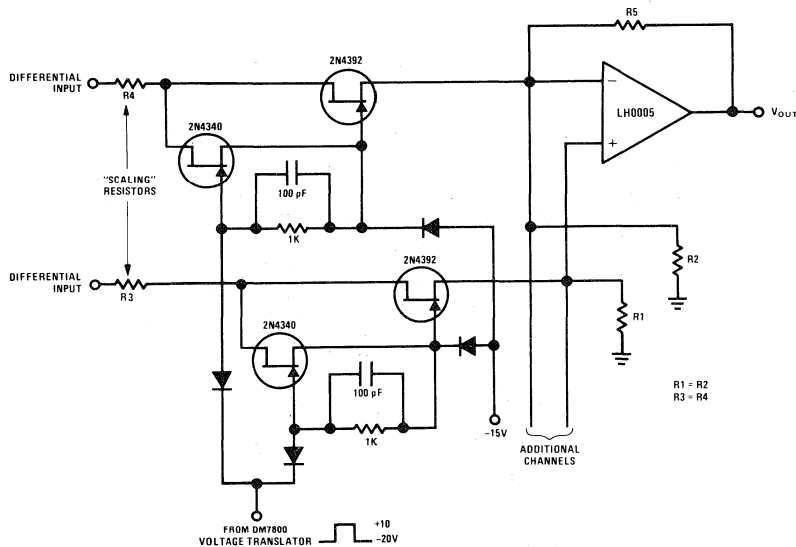 R5
2N4392
DIFFERENTIAL
INPUT
R4
2N4340
LH0005
−
+
VOUT
"SCALING"
RESISTORS
100 pF
1K
2N4392
R2
DIFFERENTIAL
INPUT
R3
R1
2N4340
100 pF
1K
−15V
R1 = R2
R3 = R4
ADDITIONAL
CHANNELS
FROM DM7800
VOLTAGE TRANSLATOR
+10
−20V